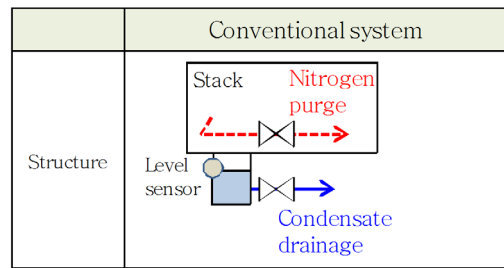 Conventional system
Structure
Stack
Nitrogen
purge
Level
sensor
Condensate
drainage